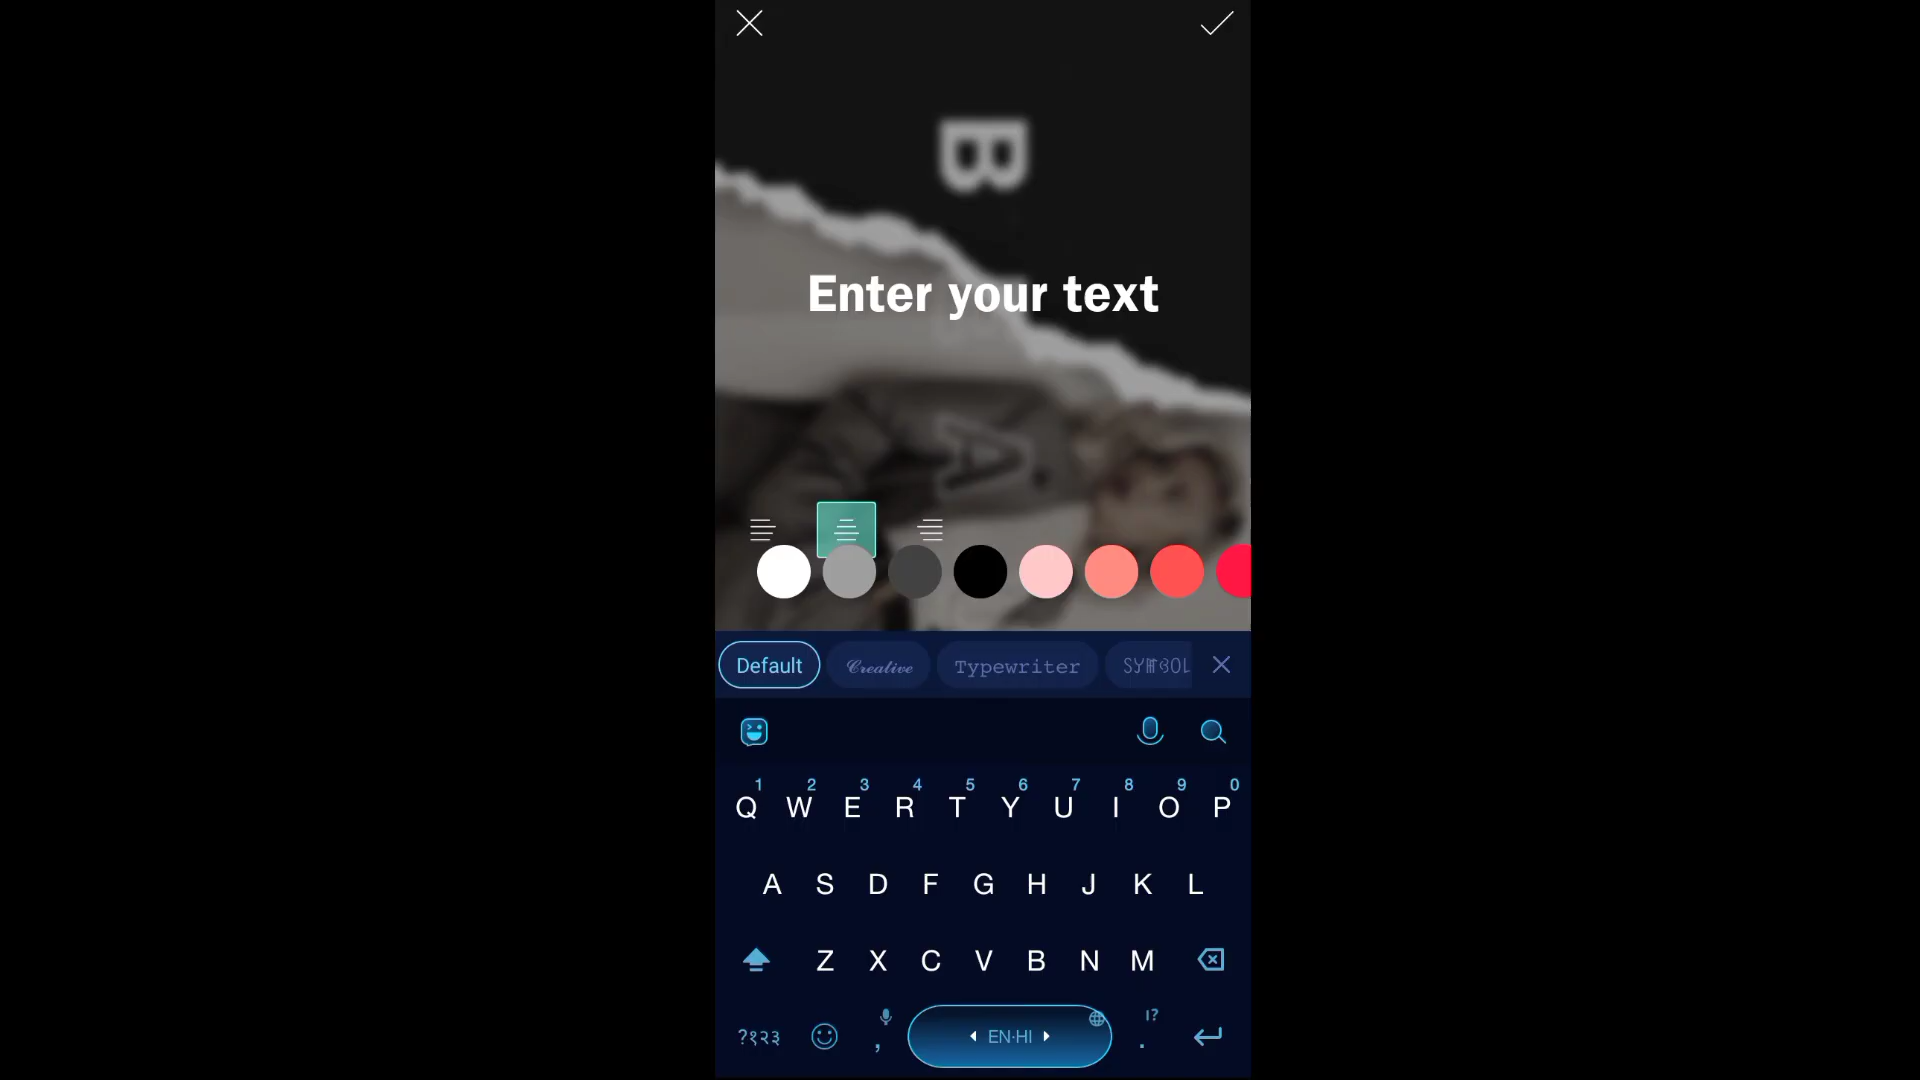 B
Enter your text
A
Default Creative Typewriter SYMBOL
1 2 3 4 5 6 7 8 9 0
Q W E R T Y U I O P
A S D F G H J K L
Z X C V B N M
!?
?१२३ , EN·HI .